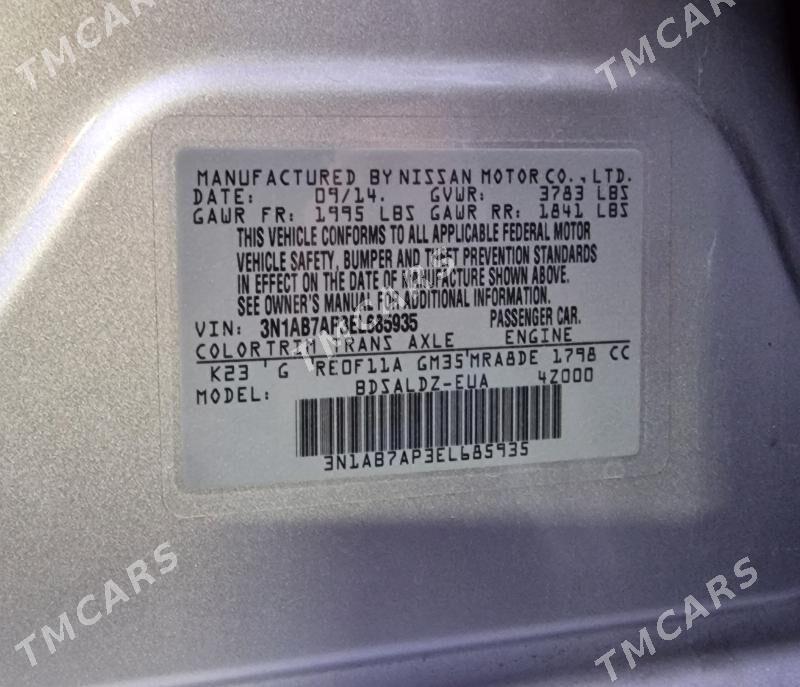 TMCARS
TMCARS
MANUFACTURED BY NISSAN MOTOR CO., LTD.
DATE: 09/14. GVWR: 3783 LBS
GAWR FR: 1995 LBS GAWR RR: 1841 LBS
THIS VEHICLE CONFORMS TO ALL APPLICABLE FEDERAL MOTOR
VEHICLE SAFETY, BUMPER AND THEFT PREVENTION STANDARDS
IN EFFECT ON THE DATE OF MANUFACTURE SHOWN ABOVE.
SEE OWNER'S MANUAL FOR ADDITIONAL INFORMATION.
VIN: 3N1AB7AP3EL685935 PASSENGER CAR.
COLOR TRIM TRANS AXLE ENGINE
K23 'G 'RE0F11A GM35'MRA8DE 1798 CC
MODEL: BDSALDZ-EUA 4Z000
3N1AB7AP3EL685935
TMCARS
TMCARS
TMCARS